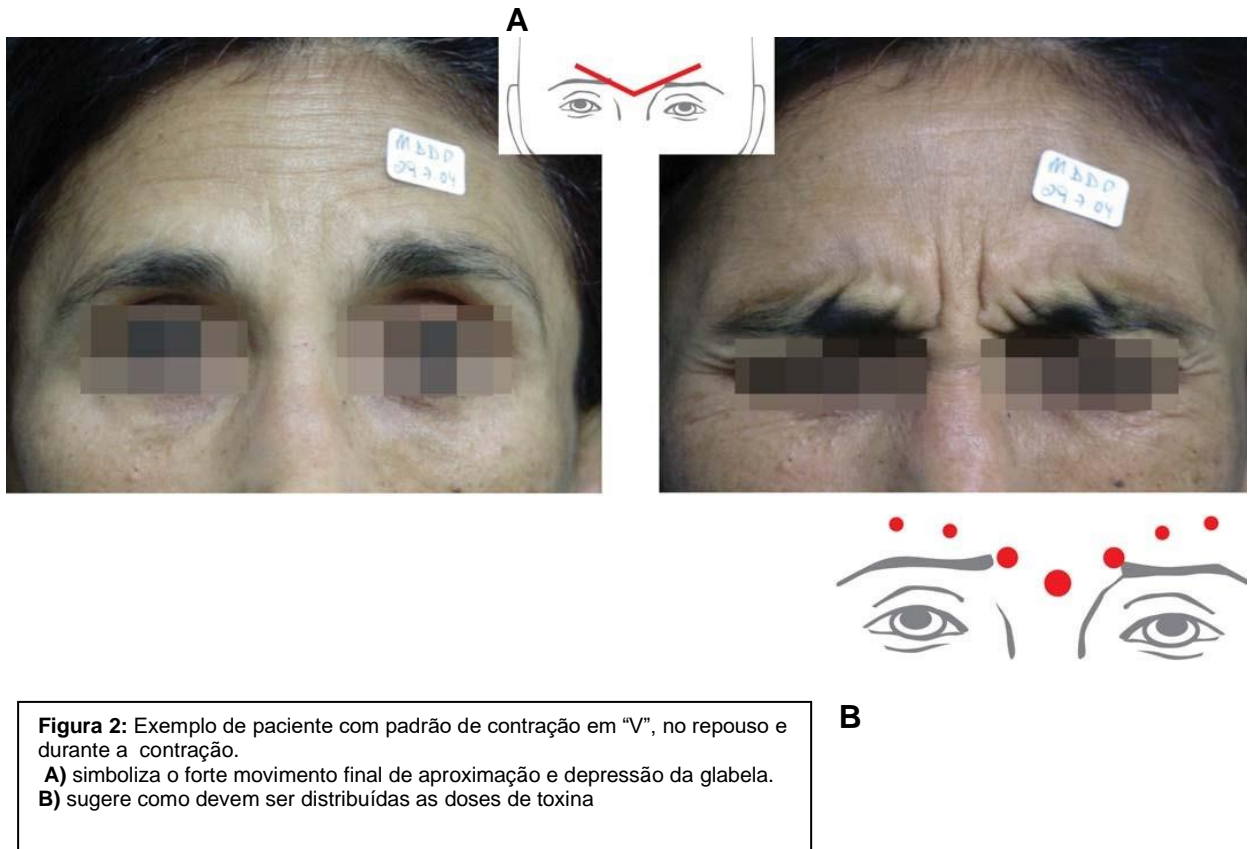 A
MDDP
29.7.04
MDDP
29.7.04
Figura 2: Exemplo de paciente com padrão de contração em “V”, no repouso e
durante a contração.
A) simboliza o forte movimento final de aproximação e depressão da glabela.
B) sugere como devem ser distribuídas as doses de toxina
B